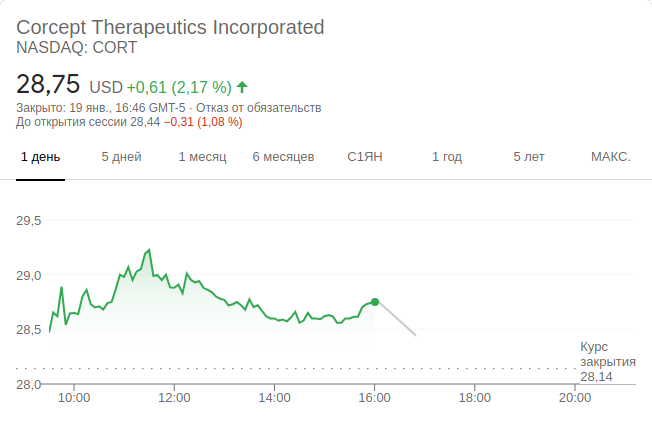 Corcept Therapeutics Incorporated
NASDAQ: CORT
28,75 USD +0,61 (2,17 %)
Закрыто: 19 янв., 16:46 GMT-5 · Отказ от обязательств
До открытия сессии 28,44 −0,31 (1,08 %)
1 день 5 дней 1 месяц 6 месяцев С1ЯН 1 год 5 лет МАКС.
29,5
29,0
28,5
Курс
закрытия
28,14
28,0
10:00 12:00 14:00 16:00 18:00 20:00